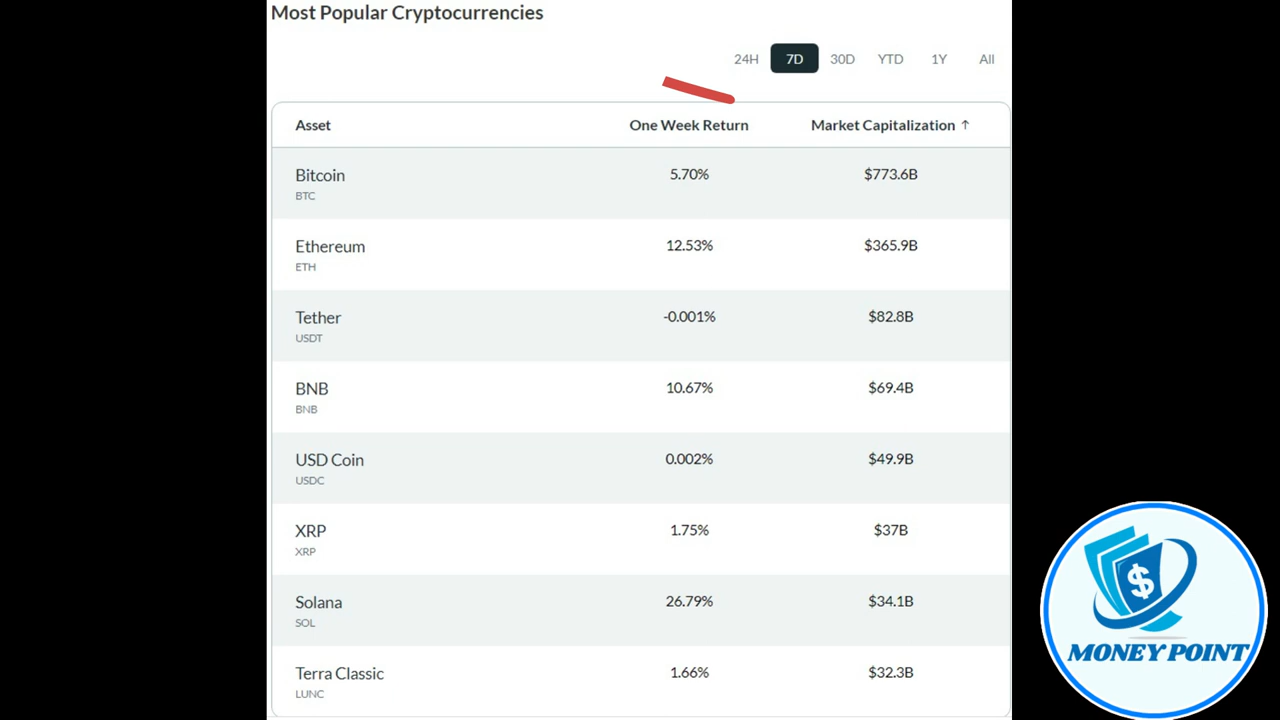 Most Popular Cryptocurrencies
24H 7D 30D YTD 1Y All
Asset One Week Return Market Capitalization ↑
Bitcoin 5.70% $773.6B
BTC
Ethereum 12.53% $365.9B
ETH
Tether -0.001% $82.8B
USDT
BNB 10.67% $69.4B
BNB
USD Coin 0.002% $49.9B
USDC
XRP 1.75% $37B
XRP
Solana 26.79% $34.1B
SOL
Terra Classic 1.66% $32.3B
LUNC
$
MONEY POINT